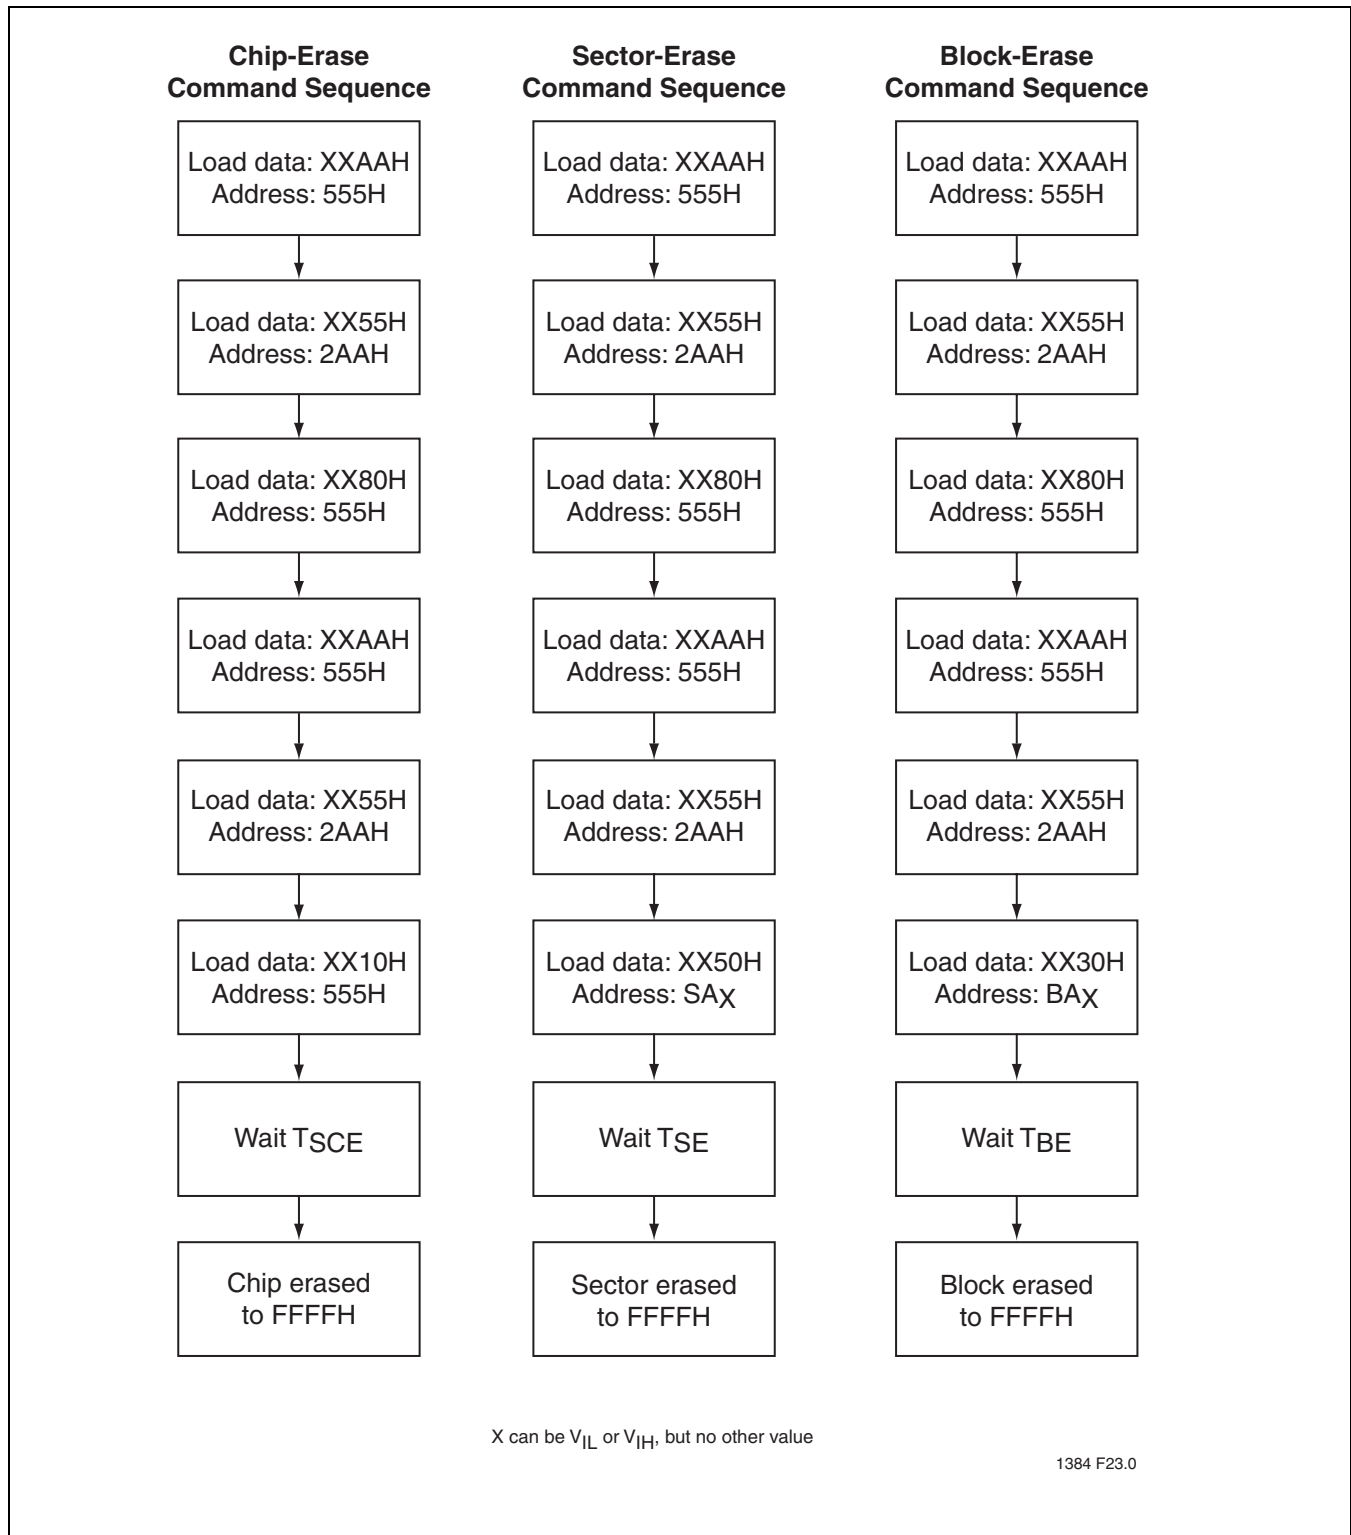 Chip-Erase
Command Sequence
Load data: XXAAH
Address: 555H
Load data: XX55H
Address: 2AAH
Load data: XX80H
Address: 555H
Load data: XXAAH
Address: 555H
Load data: XX55H
Address: 2AAH
Load data: XX10H
Address: 555H
Wait TSCE
Chip erased
to FFFFH
Sector-Erase
Command Sequence
Load data: XXAAH
Address: 555H
Load data: XX55H
Address: 2AAH
Load data: XX80H
Address: 555H
Load data: XXAAH
Address: 555H
Load data: XX55H
Address: 2AAH
Load data: XX50H
Address: SAX
Wait TSE
Sector erased
to FFFFH
Block-Erase
Command Sequence
Load data: XXAAH
Address: 555H
Load data: XX55H
Address: 2AAH
Load data: XX80H
Address: 555H
Load data: XXAAH
Address: 555H
Load data: XX55H
Address: 2AAH
Load data: XX30H
Address: BAX
Wait TBE
Block erased
to FFFFH
X can be VIL or VIH, but no other value
1384 F23.0